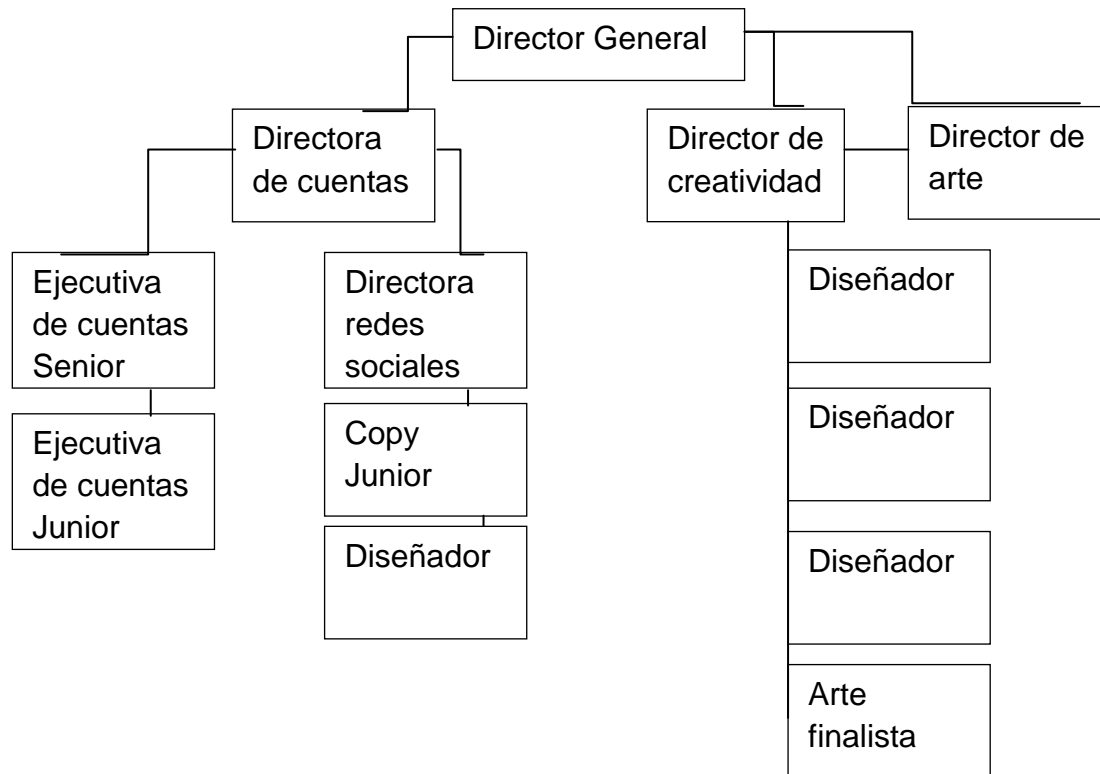 Director General
Directora
de cuentas
Director de
creatividad
Director de
arte
Ejecutiva
de cuentas
Senior
Directora
redes
sociales
Diseñador
Ejecutiva
de cuentas
Junior
Copy
Junior
Diseñador
Diseñador
Diseñador
Arte
finalista